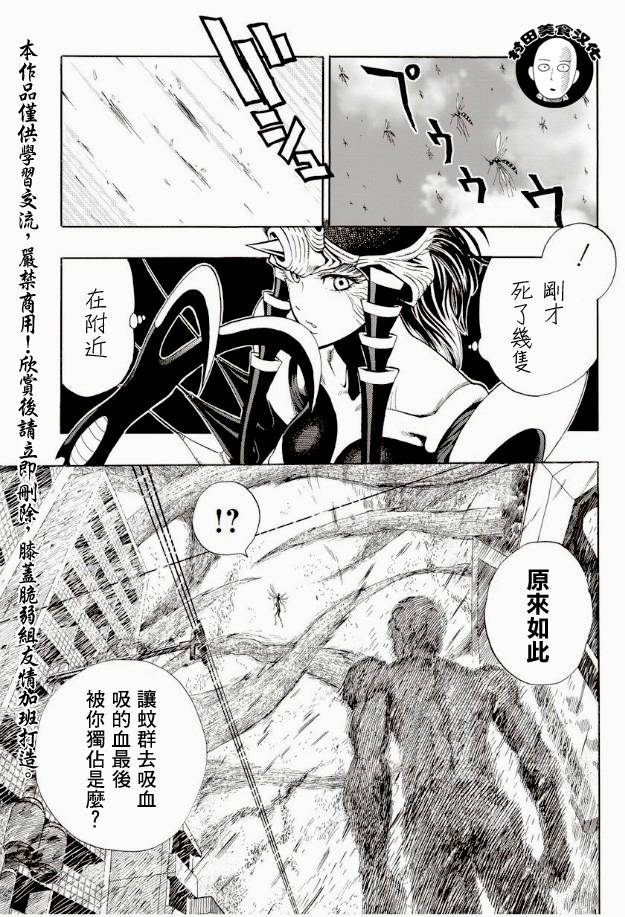 村田美食汉化
プゥゥ
ババシュ
!
剛才
死了幾隻
在附近
!?
原來如此
讓蚊群去吸血
吸的血最後
被你獨佔是麼?
本作品僅供學習交流，嚴禁商用！欣賞後請立即刪除，膝蓋脆弱組友情加班打造。